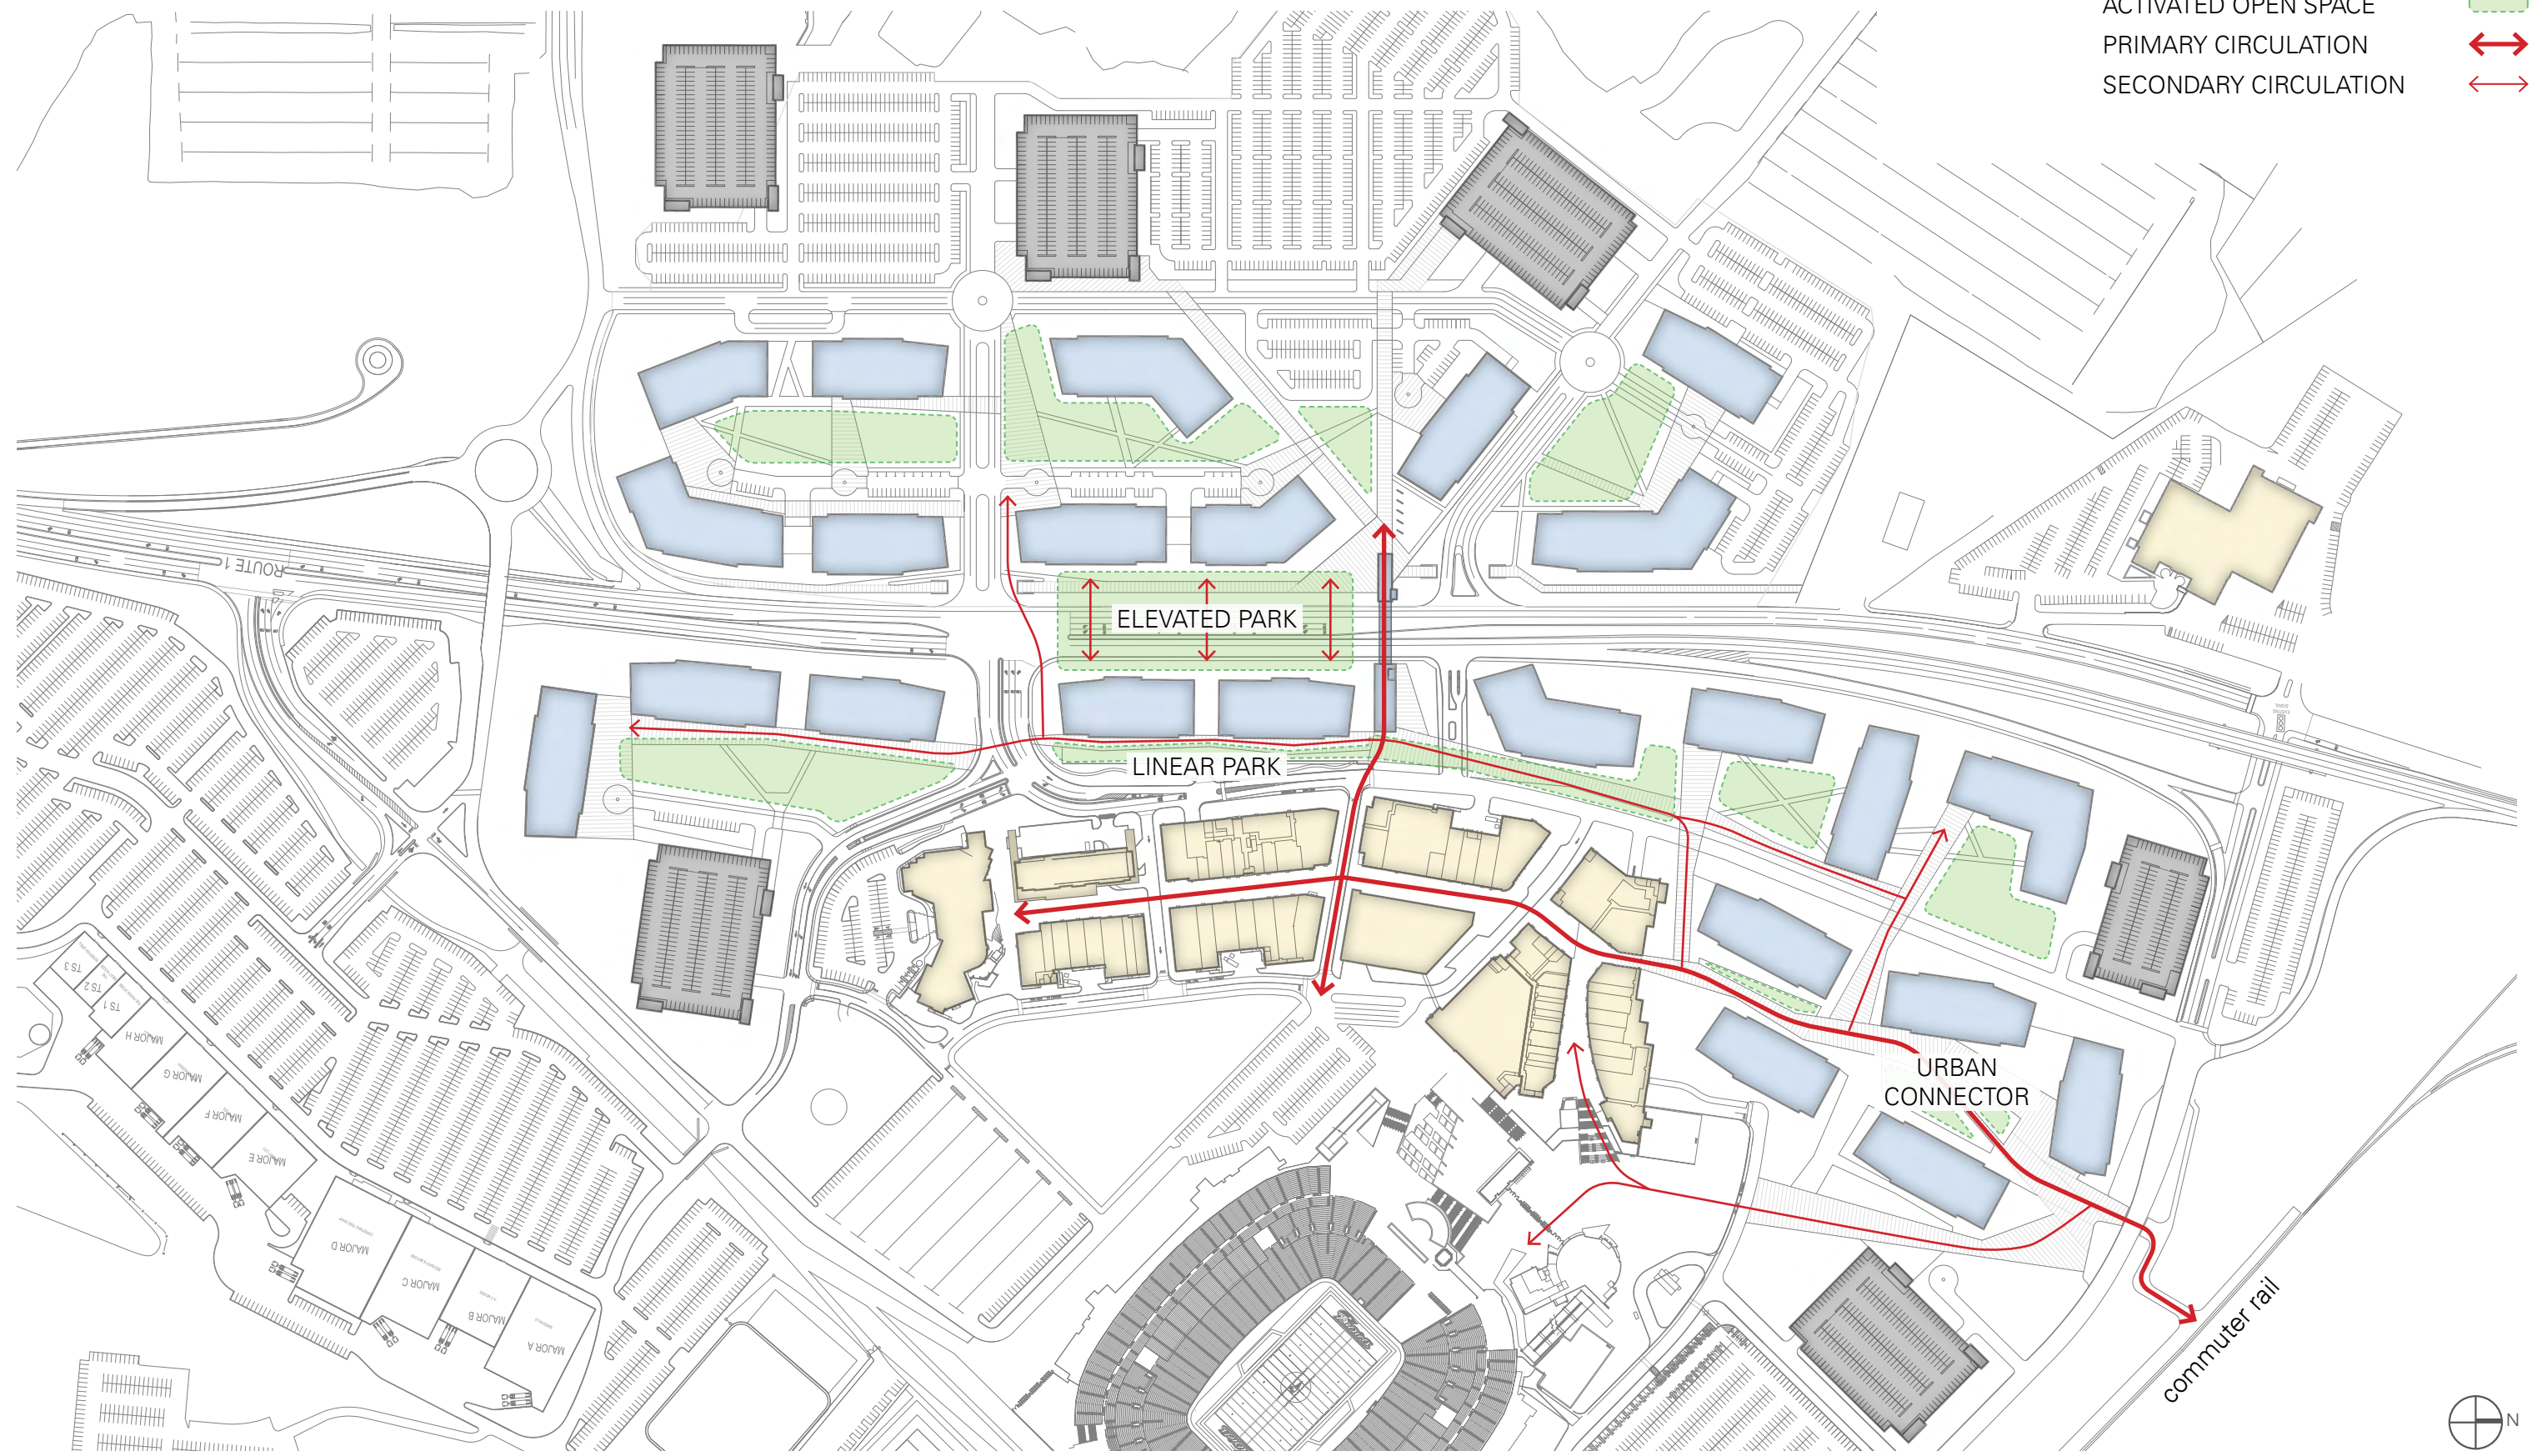 ACTIVATED OPEN SPACE
PRIMARY CIRCULATION
SECONDARY CIRCULATION
ROUTE 1
ELEVATED PARK
LINEAR PARK
URBAN
CONNECTOR
TS 3
TS 2
TS 1
MAJOR H
MAJOR G
MAJOR F
MAJOR E
MAJOR D
MAJOR C
MAJOR B
MAJOR A
commuter rail
N